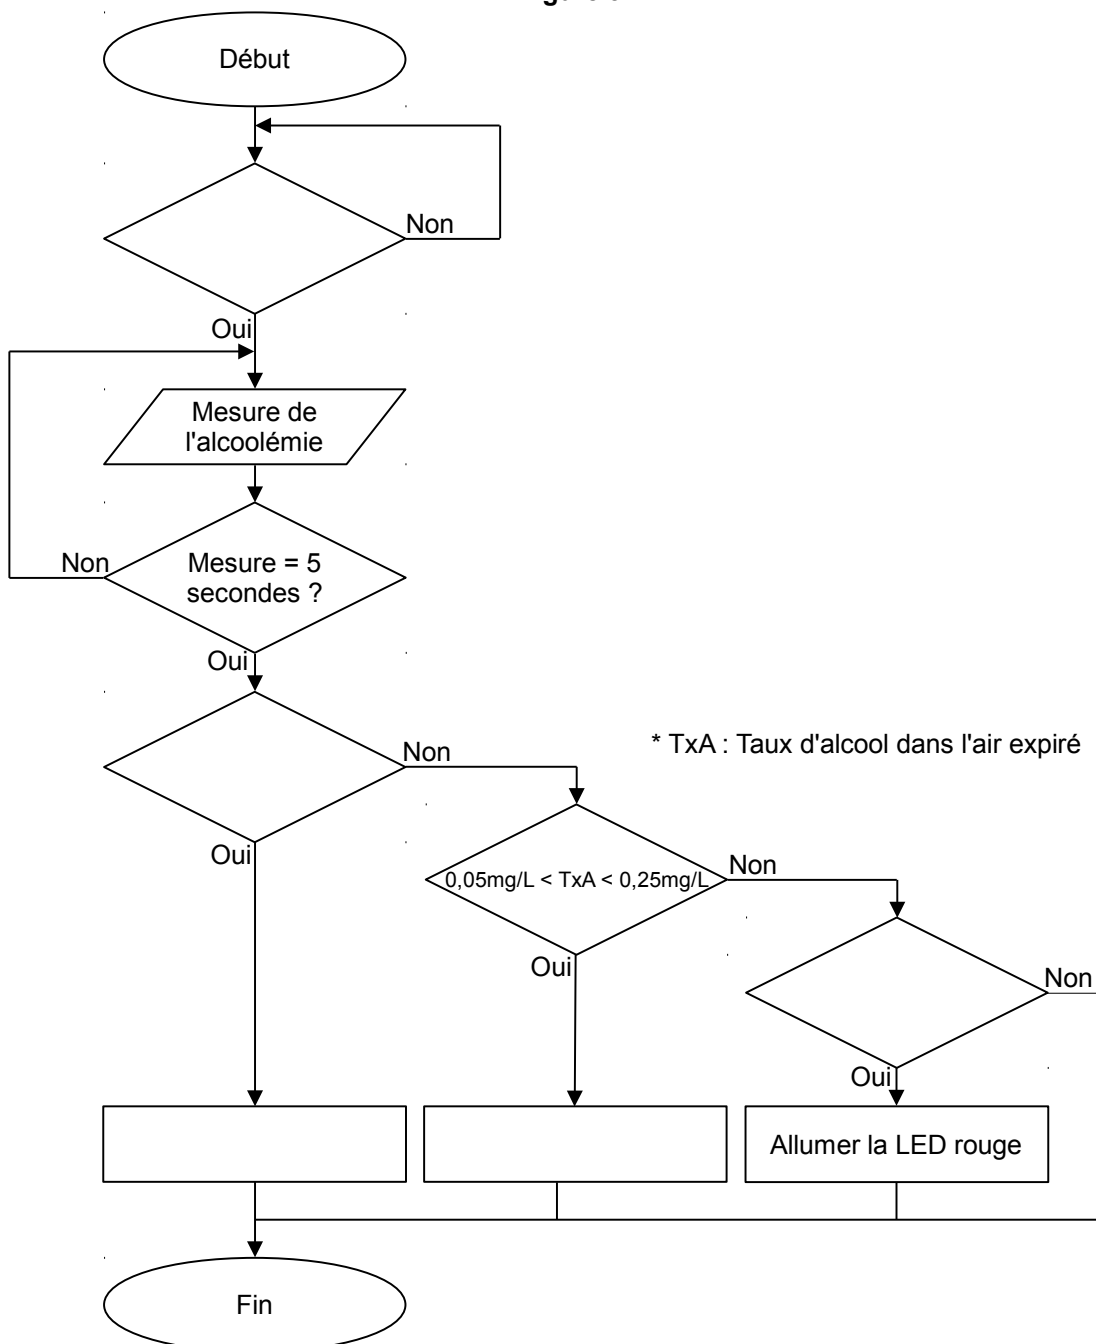 Début
Non
Oui
Mesure de
l'alcoolémie
Non
Mesure = 5
secondes ?
Oui
* TxA : Taux d'alcool dans l'air expiré
Non
Oui
0,05mg/L < TxA < 0,25mg/L
Non
Oui
Non
Oui
Allumer la LED rouge
Fin